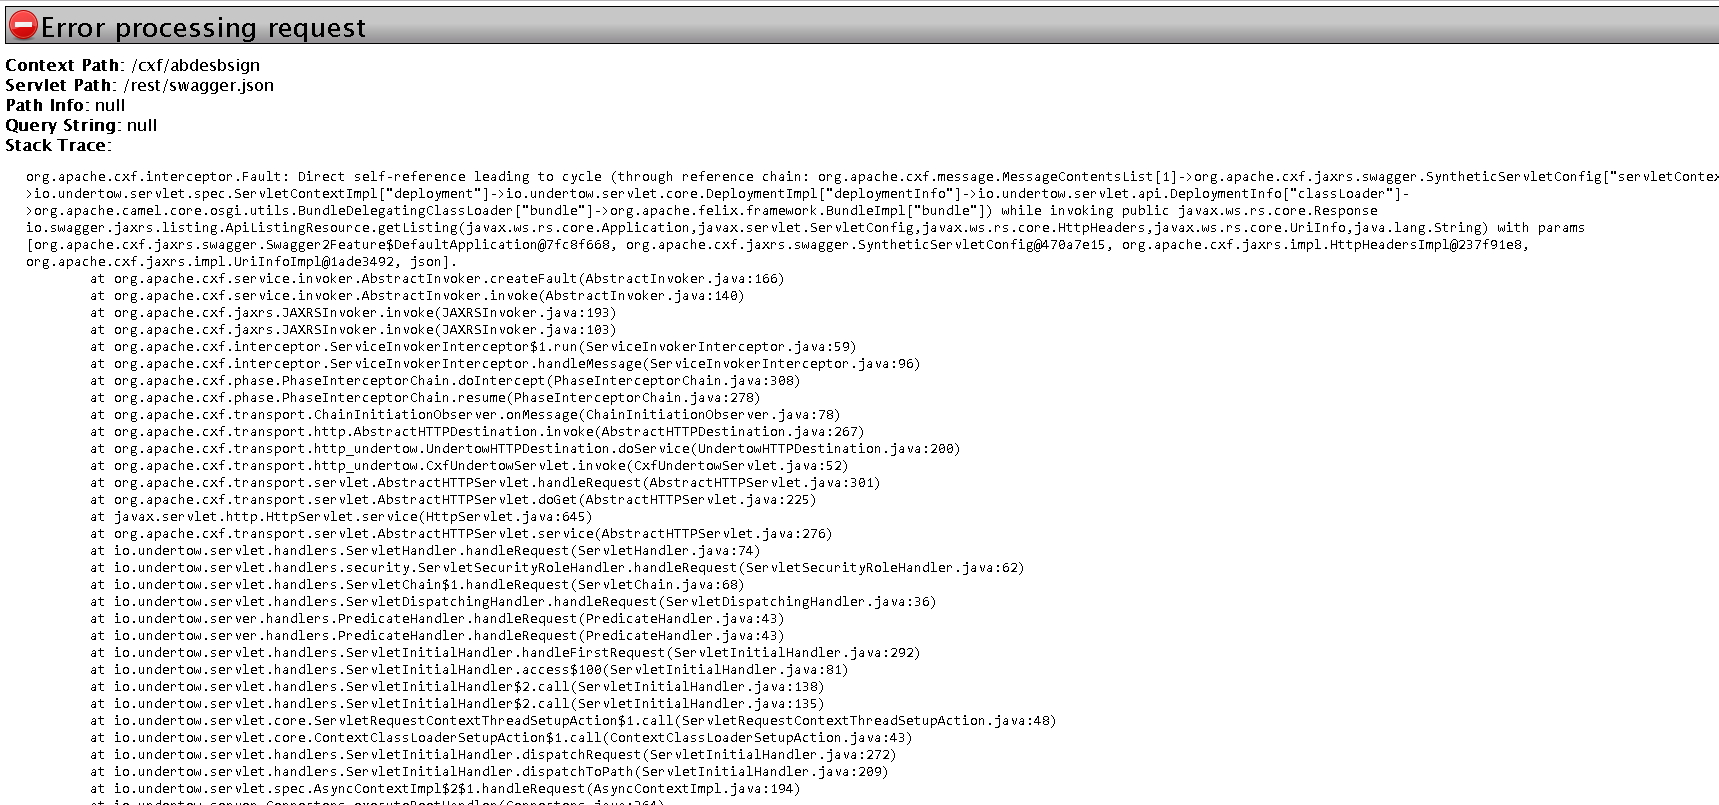 Error processing request
Context Path: /cxf/abdesbsign
Servlet Path: /rest/swagger.json
Path Info: null
Query String: null
Stack Trace:
org.apache.cxf.interceptor.Fault: Direct self-reference leading to cycle (through reference chain: org.apache.cxf.message.MessageContentsList[1]->org.apache.cxf.jaxrs.swagger.SyntheticServletConfig["servletContex
>io.undertow.servlet.spec.ServletContextImpl["deployment"]->io.undertow.servlet.core.DeploymentImpl["deploymentInfo"]->io.undertow.servlet.api.DeploymentInfo["classLoader"]-
>org.apache.camel.core.osgi.utils.BundleDelegatingClassLoader["bundle"]->org.apache.felix.framework.BundleImpl["bundle"]) while invoking public javax.ws.rs.core.Response
io.swagger.jaxrs.listing.ApiListingResource.getListing(javax.ws.rs.core.Application,javax.servlet.ServletConfig,javax.ws.rs.core.HttpHeaders,javax.ws.rs.core.UriInfo,java.lang.String) with params
[org.apache.cxf.jaxrs.swagger.Swagger2Feature$DefaultApplication@7fc8f668, org.apache.cxf.jaxrs.swagger.SyntheticServletConfig@470a7e15, org.apache.cxf.jaxrs.impl.HttpHeadersImpl@237f91e8,
org.apache.cxf.jaxrs.impl.UriInfoImpl@1ade3492, json].
at org.apache.cxf.service.invoker.AbstractInvoker.createFault(AbstractInvoker.java:166)
at org.apache.cxf.service.invoker.AbstractInvoker.invoke(AbstractInvoker.java:140)
at org.apache.cxf.jaxrs.JAXRSInvoker.invoke(JAXRSInvoker.java:193)
at org.apache.cxf.jaxrs.JAXRSInvoker.invoke(JAXRSInvoker.java:103)
at org.apache.cxf.interceptor.ServiceInvokerInterceptor$1.run(ServiceInvokerInterceptor.java:59)
at org.apache.cxf.interceptor.ServiceInvokerInterceptor.handleMessage(ServiceInvokerInterceptor.java:96)
at org.apache.cxf.phase.PhaseInterceptorChain.doIntercept(PhaseInterceptorChain.java:308)
at org.apache.cxf.phase.PhaseInterceptorChain.resume(PhaseInterceptorChain.java:278)
at org.apache.cxf.transport.ChainInitiationObserver.onMessage(ChainInitiationObserver.java:78)
at org.apache.cxf.transport.http.AbstractHTTPDestination.invoke(AbstractHTTPDestination.java:267)
at org.apache.cxf.transport.http_undertow.UndertowHTTPDestination.doService(UndertowHTTPDestination.java:200)
at org.apache.cxf.transport.http_undertow.CxfUndertowServlet.invoke(CxfUndertowServlet.java:52)
at org.apache.cxf.transport.servlet.AbstractHTTPServlet.handleRequest(AbstractHTTPServlet.java:301)
at org.apache.cxf.transport.servlet.AbstractHTTPServlet.doGet(AbstractHTTPServlet.java:225)
at javax.servlet.http.HttpServlet.service(HttpServlet.java:645)
at org.apache.cxf.transport.servlet.AbstractHTTPServlet.service(AbstractHTTPServlet.java:276)
at io.undertow.servlet.handlers.ServletHandler.handleRequest(ServletHandler.java:74)
at io.undertow.servlet.handlers.security.ServletSecurityRoleHandler.handleRequest(ServletSecurityRoleHandler.java:62)
at io.undertow.servlet.handlers.ServletChain$1.handleRequest(ServletChain.java:68)
at io.undertow.servlet.handlers.ServletDispatchingHandler.handleRequest(ServletDispatchingHandler.java:36)
at io.undertow.server.handlers.PredicateHandler.handleRequest(PredicateHandler.java:43)
at io.undertow.server.handlers.PredicateHandler.handleRequest(PredicateHandler.java:43)
at io.undertow.servlet.handlers.ServletInitialHandler.handleFirstRequest(ServletInitialHandler.java:292)
at io.undertow.servlet.handlers.ServletInitialHandler.access$100(ServletInitialHandler.java:81)
at io.undertow.servlet.handlers.ServletInitialHandler$2.call(ServletInitialHandler.java:138)
at io.undertow.servlet.handlers.ServletInitialHandler$2.call(ServletInitialHandler.java:135)
at io.undertow.servlet.core.ServletRequestContextThreadSetupAction$1.call(ServletRequestContextThreadSetupAction.java:48)
at io.undertow.servlet.core.ContextClassLoaderSetupAction$1.call(ContextClassLoaderSetupAction.java:43)
at io.undertow.servlet.handlers.ServletInitialHandler.dispatchRequest(ServletInitialHandler.java:272)
at io.undertow.servlet.handlers.ServletInitialHandler.dispatchToPath(ServletInitialHandler.java:209)
at io.undertow.servlet.spec.AsyncContextImpl$2$1.handleRequest(AsyncContextImpl.java:194)
at io.undertow.server.Connectors.executeRootHandler(Connectors.java:364)